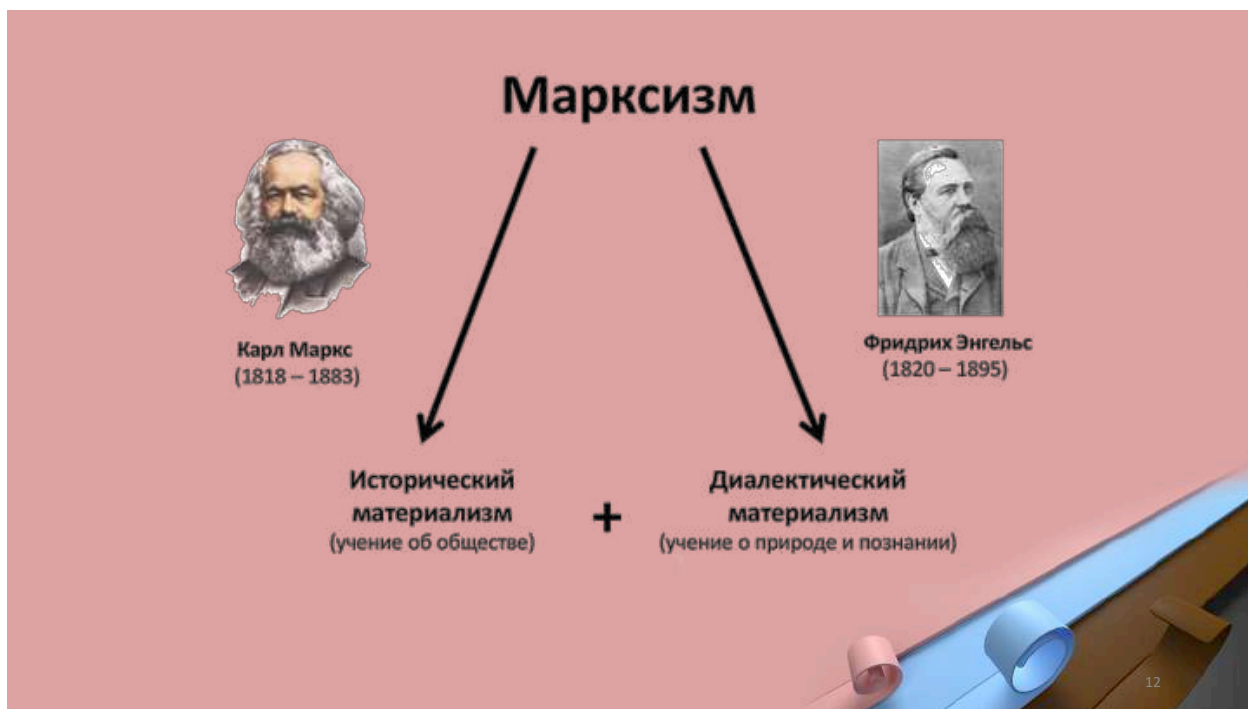 Марксизм
Карл Маркс
(1818 – 1883)
Фридрих Энгельс
(1820 – 1895)
Исторический
материализм
(учение об обществе)
+
Диалектический
материализм
(учение о природе и познании)
12